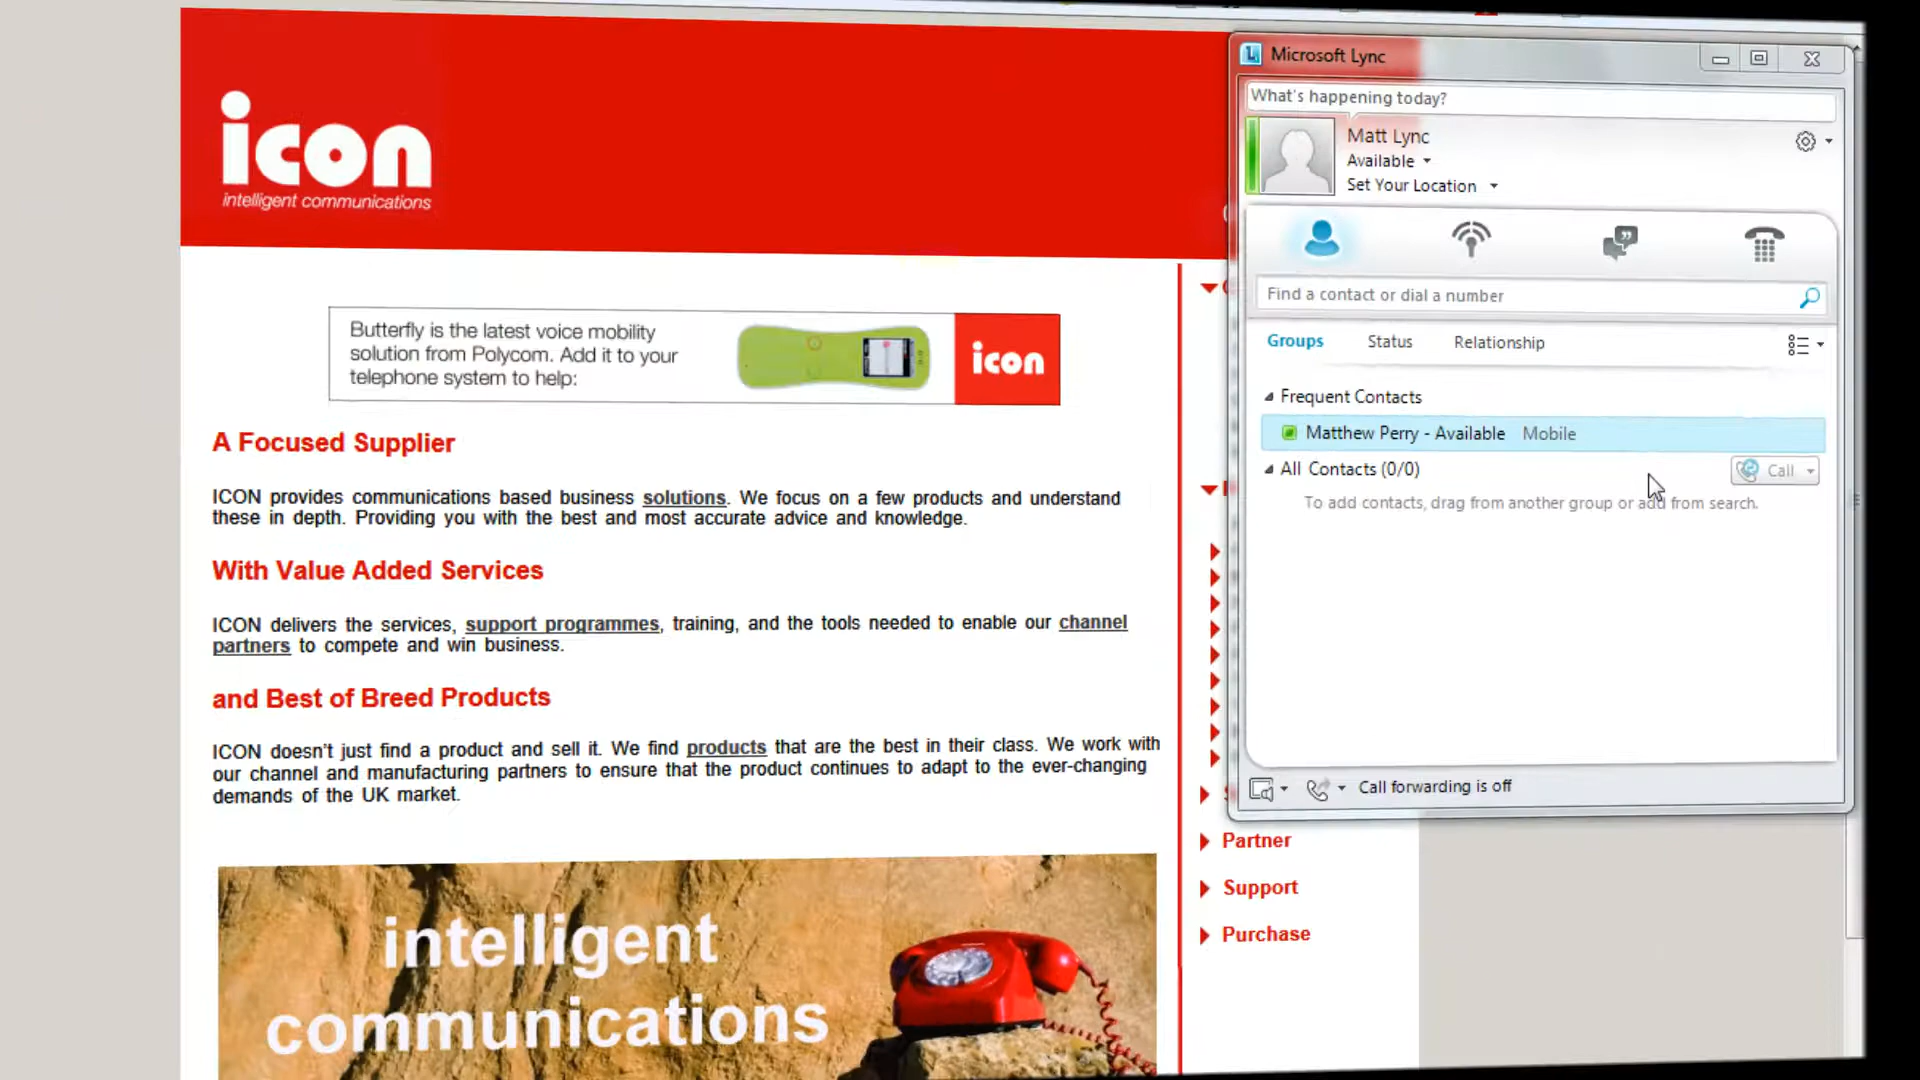 icon
intelligent communications
Butterfly is the latest voice mobility
solution from Polycom. Add it to your
telephone system to help:
icon
A Focused Supplier
ICON provides communications based business solutions. We focus on a few products and understand
these in depth. Providing you with the best and most accurate advice and knowledge.
With Value Added Services
ICON delivers the services, support programmes, training, and the tools needed to enable our channel
partners to compete and win business.
and Best of Breed Products
ICON doesn't just find a product and sell it. We find products that are the best in their class. We work with
our channel and manufacturing partners to ensure that the product continues to adapt to the ever-changing
demands of the UK market.
intelligent
communications
Partner
Support
Purchase
Microsoft Lync
What's happening today?
Matt Lync
Available
Set Your Location
Find a contact or dial a number
Groups Status Relationship
Frequent Contacts
Matthew Perry - Available Mobile
All Contacts (0/0)
Call
To add contacts, drag from another group or add from search.
Call forwarding is off